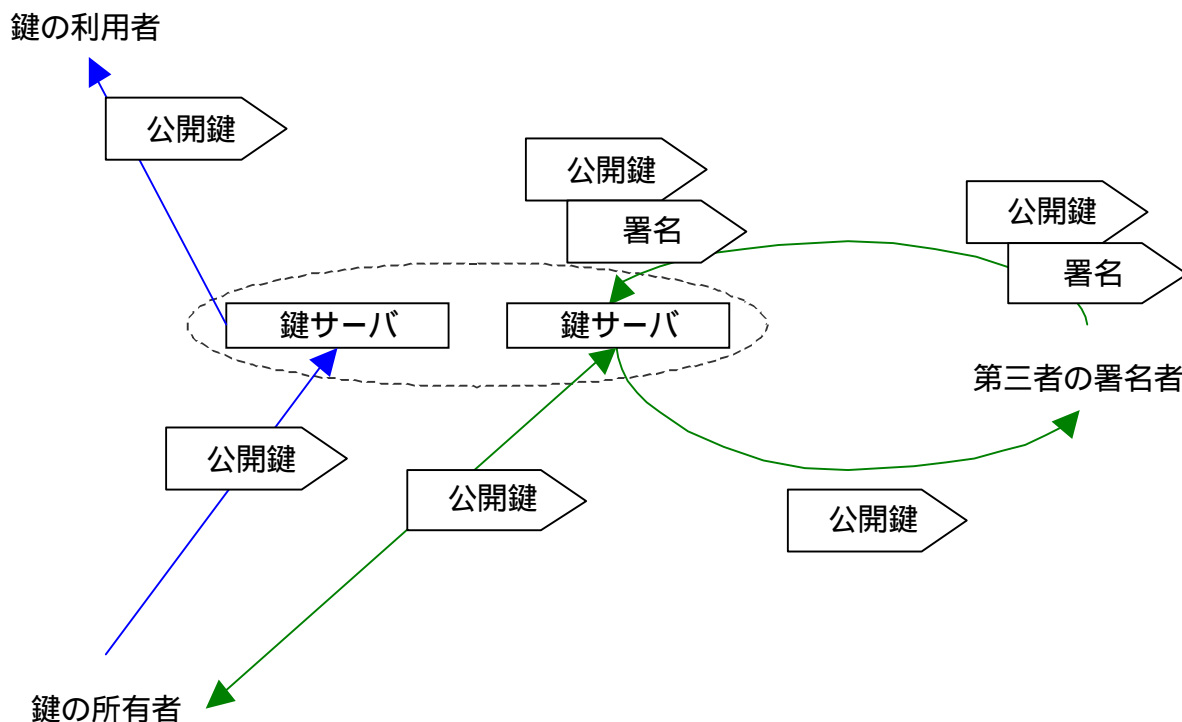 鍵の利用者
公開鍵
公開鍵
署名
公開鍵
署名
鍵サーバ
鍵サーバ
第三者の署名者
公開鍵
公開鍵
公開鍵
鍵の所有者